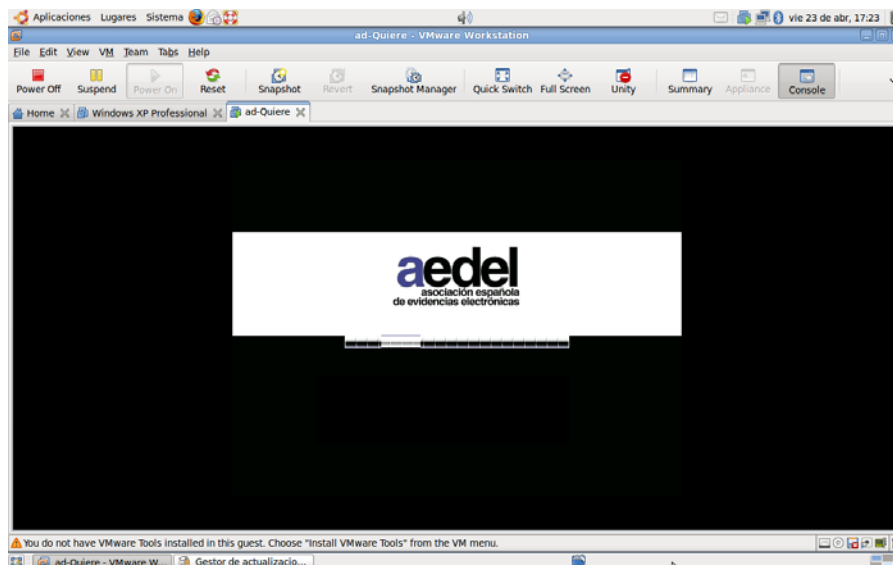 Aplicaciones Lugares Sistema vie 23 de abr, 17:23
ad-Quiere - VMware Workstation
File Edit View VM Team Tabs Help
Power Off Suspend Power On Reset Snapshot Revert Snapshot Manager Quick Switch Full Screen Unity Summary Appliance Console
Home Windows XP Professional ad-Quiere
aedel
asociación española
de evidencias electrónicas
You do not have VMware Tools installed in this guest. Choose "Install VMware Tools" from the VM menu.
ad-Quiere - VMware W... Gestor de actualizacio...